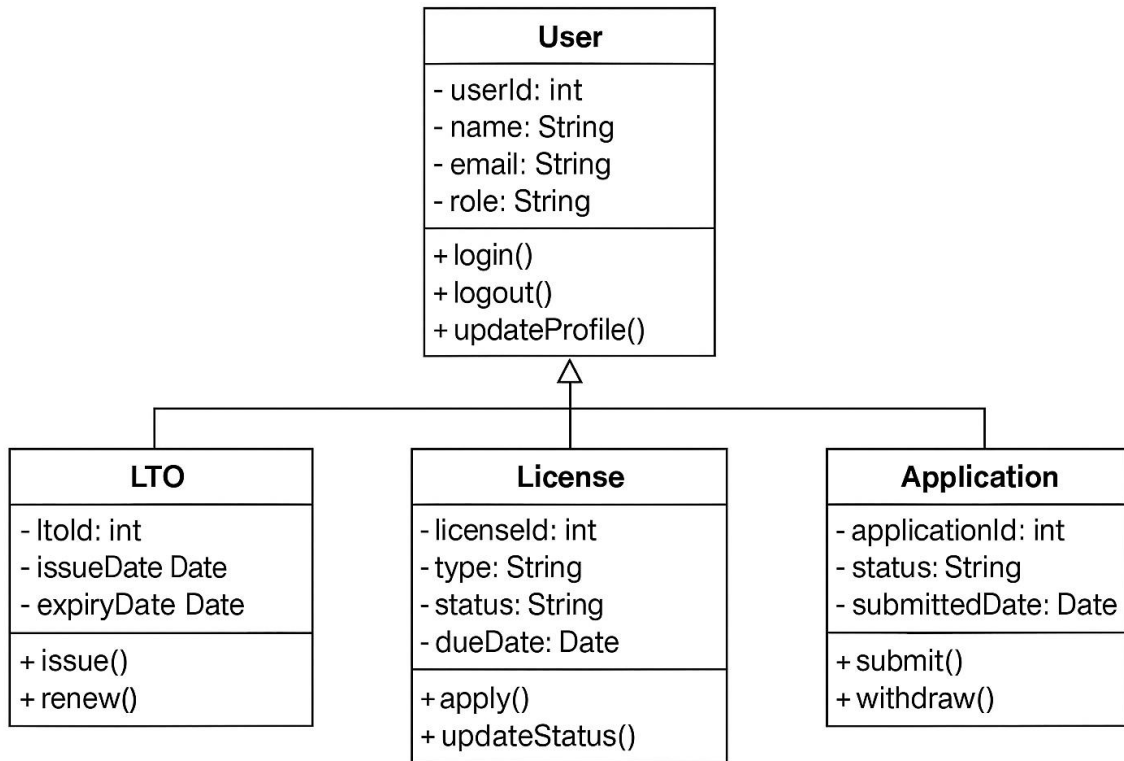 User
- userId: int
- name: String
- email: String
- role: String
+ login()
+ logout()
+ updateProfile()
LTO
- ltoId: int
- issueDate Date
- expiryDate Date
+ issue()
+ renew()
License
- licenseId: int
- type: String
- status: String
- dueDate: Date
+ apply()
+ updateStatus()
Application
- applicationId: int
- status: String
- submittedDate: Date
+ submit()
+ withdraw()